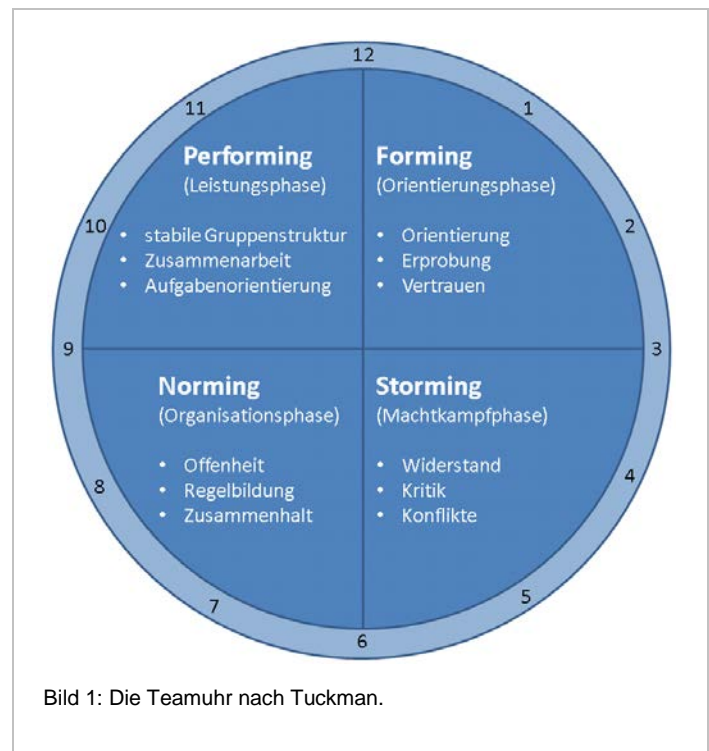 12
1
2
3
4
5
6
7
8
9
10
11
Performing
(Leistungsphase)
• stabile Gruppenstruktur
• Zusammenarbeit
• Aufgabenorientierung
Forming
(Orientierungsphase)
• Orientierung
• Erprobung
• Vertrauen
Norming
(Organisationsphase)
• Offenheit
• Regelbildung
• Zusammenhalt
Storming
(Machtkampfphase)
• Widerstand
• Kritik
• Konflikte
Bild 1: Die Teamuhr nach Tuckman.